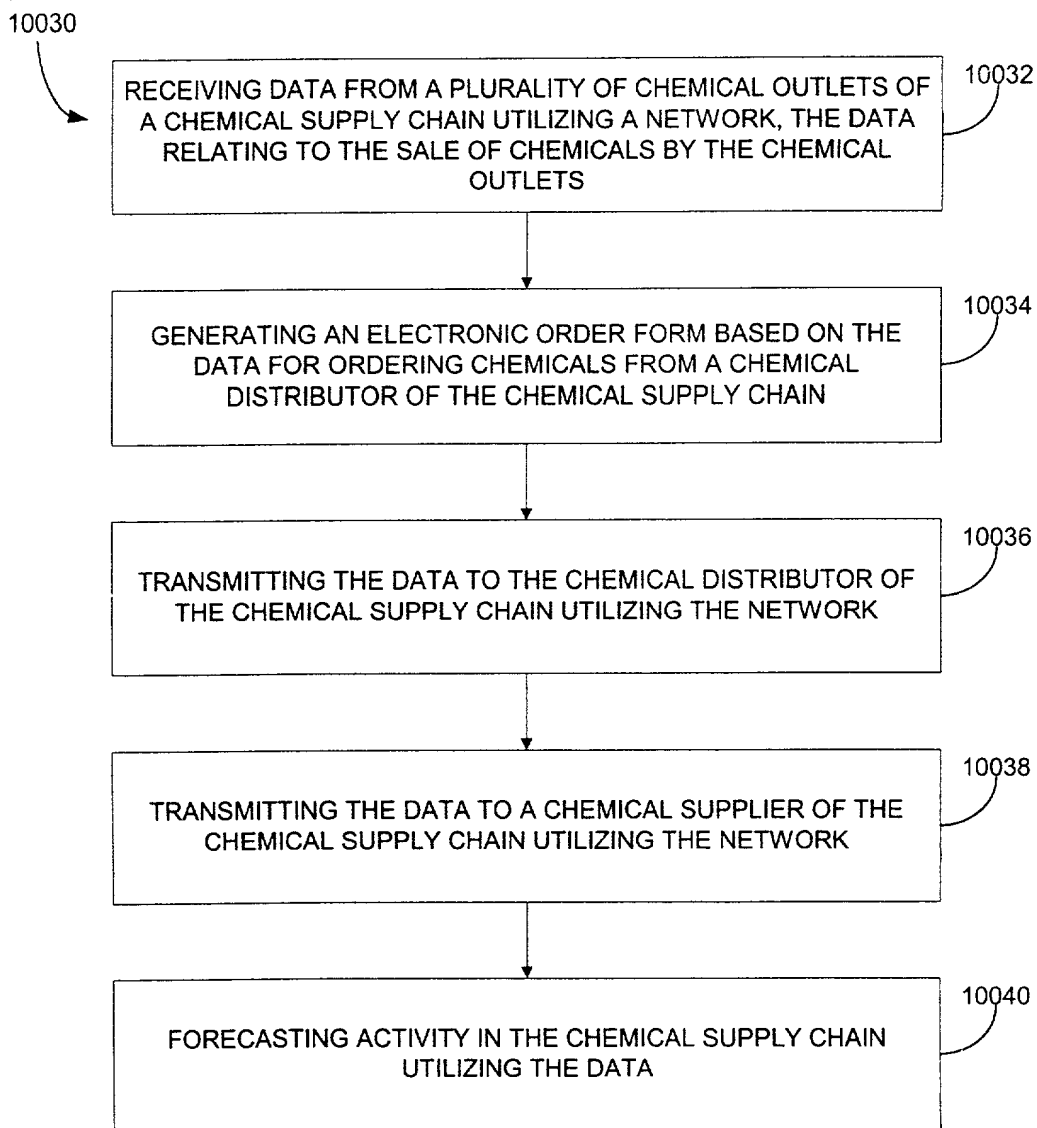 10030
RECEIVING DATA FROM A PLURALITY OF CHEMICAL OUTLETS OF
A CHEMICAL SUPPLY CHAIN UTILIZING A NETWORK, THE DATA
RELATING TO THE SALE OF CHEMICALS BY THE CHEMICAL
OUTLETS
10032
GENERATING AN ELECTRONIC ORDER FORM BASED ON THE
DATA FOR ORDERING CHEMICALS FROM A CHEMICAL
DISTRIBUTOR OF THE CHEMICAL SUPPLY CHAIN
10034
TRANSMITTING THE DATA TO THE CHEMICAL DISTRIBUTOR OF
THE CHEMICAL SUPPLY CHAIN UTILIZING THE NETWORK
10036
TRANSMITTING THE DATA TO A CHEMICAL SUPPLIER OF THE
CHEMICAL SUPPLY CHAIN UTILIZING THE NETWORK
10038
FORECASTING ACTIVITY IN THE CHEMICAL SUPPLY CHAIN
UTILIZING THE DATA
10040